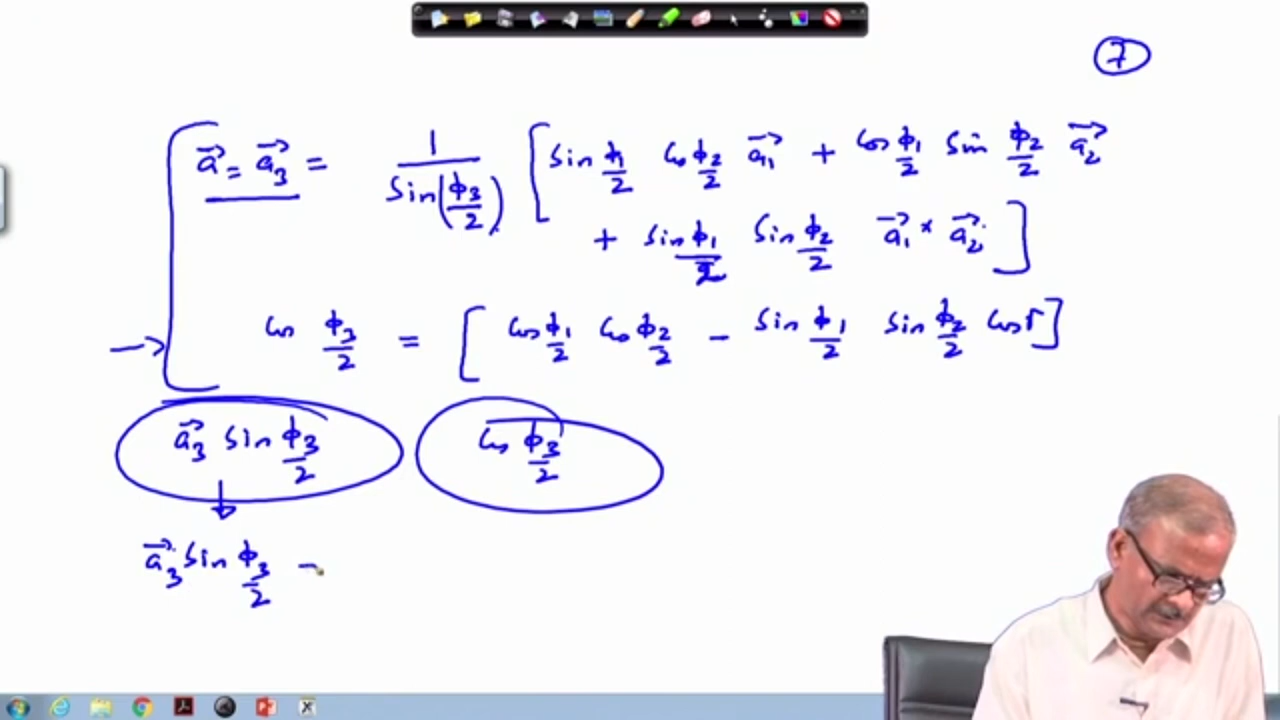 7
a⃗ = a⃗₃ = 1/sin(ϕ₃/2) [ sin ϕ₁/2 cos ϕ₂/2 a⃗₁ + cos ϕ₁/2 sin ϕ₂/2 a⃗₂
+ sin ϕ₁/2 sin ϕ₂/2 a⃗₁ × a⃗₂ ]
cos ϕ₃/2 = [ cos ϕ₁/2 cos ϕ₂/2 − sin ϕ₁/2 sin ϕ₂/2 cos Γ ]
a⃗₃ sin ϕ₃/2 cos ϕ₃/2
a⃗₃ sin ϕ₃/2 −